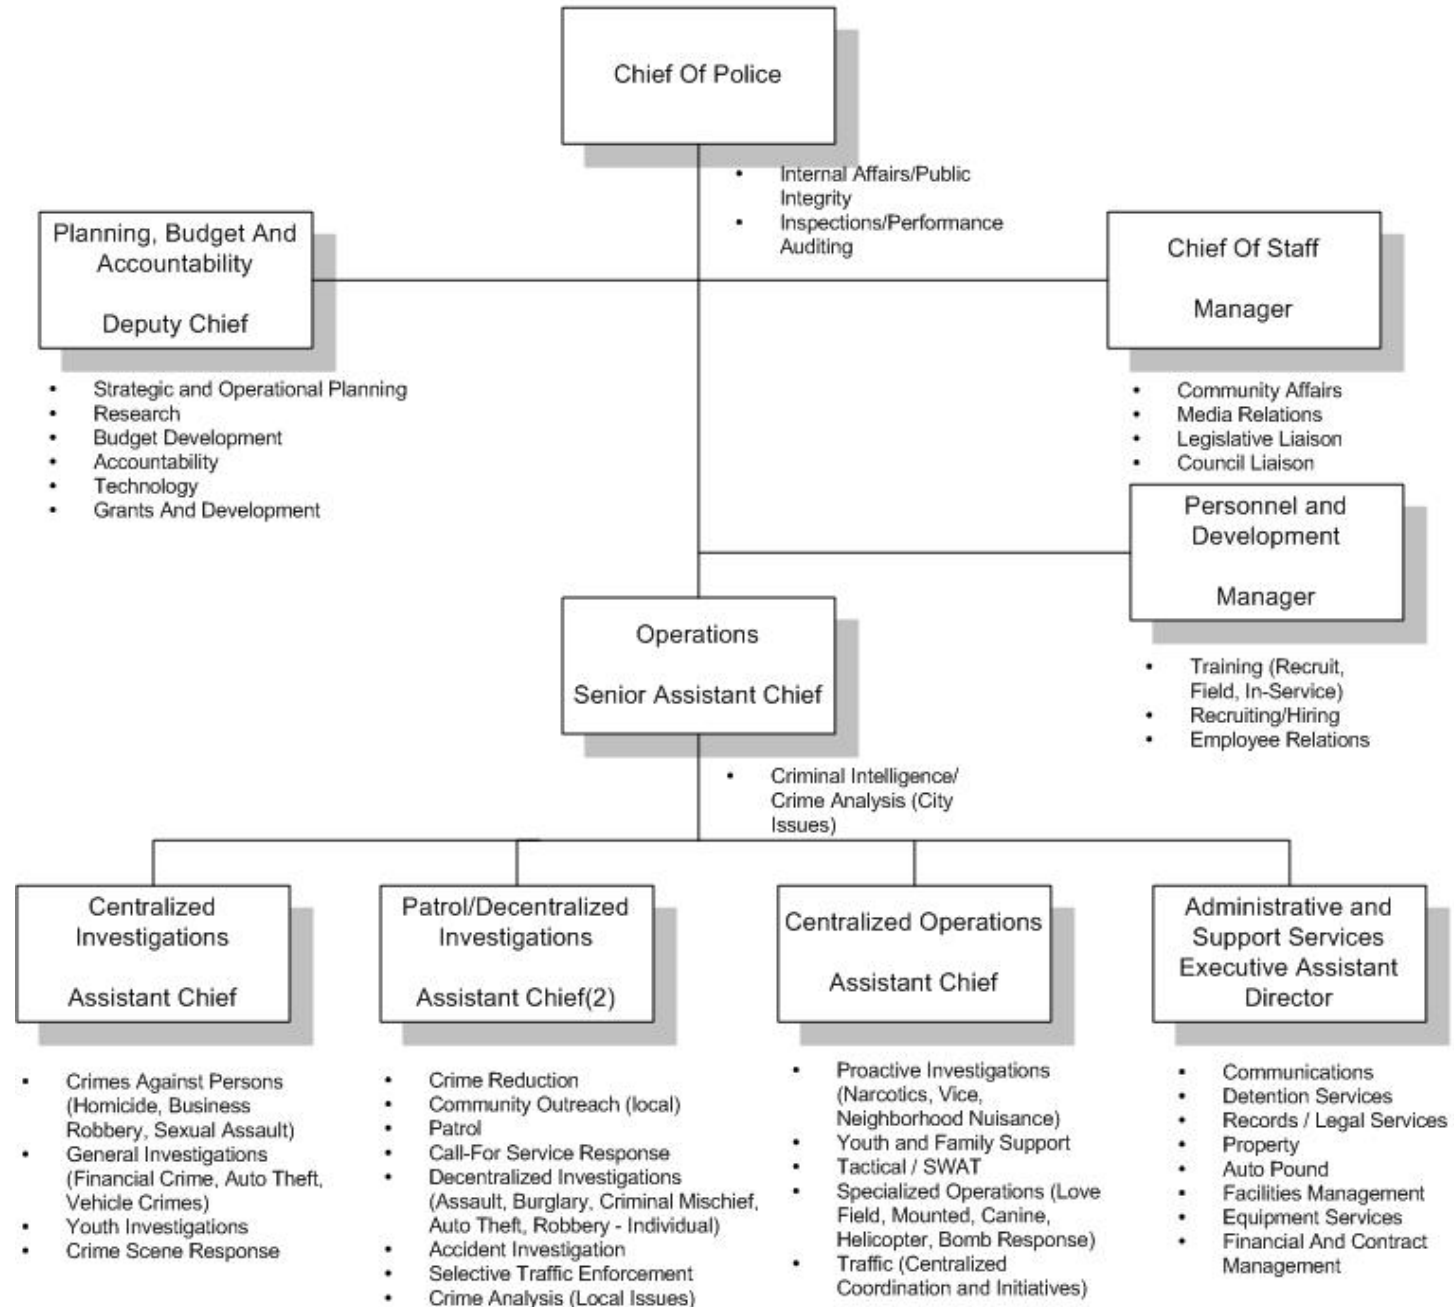 Chief Of Police
• Internal Affairs/Public
Integrity
• Inspections/Performance
Auditing
Planning, Budget And
Accountability
Deputy Chief
• Strategic and Operational Planning
• Research
• Budget Development
• Accountability
• Technology
• Grants And Development
Chief Of Staff
Manager
• Community Affairs
• Media Relations
• Legislative Liaison
• Council Liaison
Personnel and
Development
Manager
• Training (Recruit,
Field, In-Service)
• Recruiting/Hiring
• Employee Relations
Operations
Senior Assistant Chief
• Criminal Intelligence/
Crime Analysis (City
Issues)
Centralized
Investigations
Assistant Chief
• Crimes Against Persons
(Homicide, Business
Robbery, Sexual Assault)
• General Investigations
(Financial Crime, Auto Theft,
Vehicle Crimes)
• Youth Investigations
• Crime Scene Response
Patrol/Decentralized
Investigations
Assistant Chief(2)
• Crime Reduction
• Community Outreach (local)
• Patrol
• Call-For Service Response
• Decentralized Investigations
(Assault, Burglary, Criminal Mischief,
Auto Theft, Robbery - Individual)
• Accident Investigation
• Selective Traffic Enforcement
• Crime Analysis (Local Issues)
Centralized Operations
Assistant Chief
• Proactive Investigations
(Narcotics, Vice,
Neighborhood Nuisance)
• Youth and Family Support
• Tactical / SWAT
• Specialized Operations (Love
Field, Mounted, Canine,
Helicopter, Bomb Response)
• Traffic (Centralized
Coordination and Initiatives)
Administrative and
Support Services
Executive Assistant
Director
• Communications
• Detention Services
• Records / Legal Services
• Property
• Auto Pound
• Facilities Management
• Equipment Services
• Financial And Contract
Management